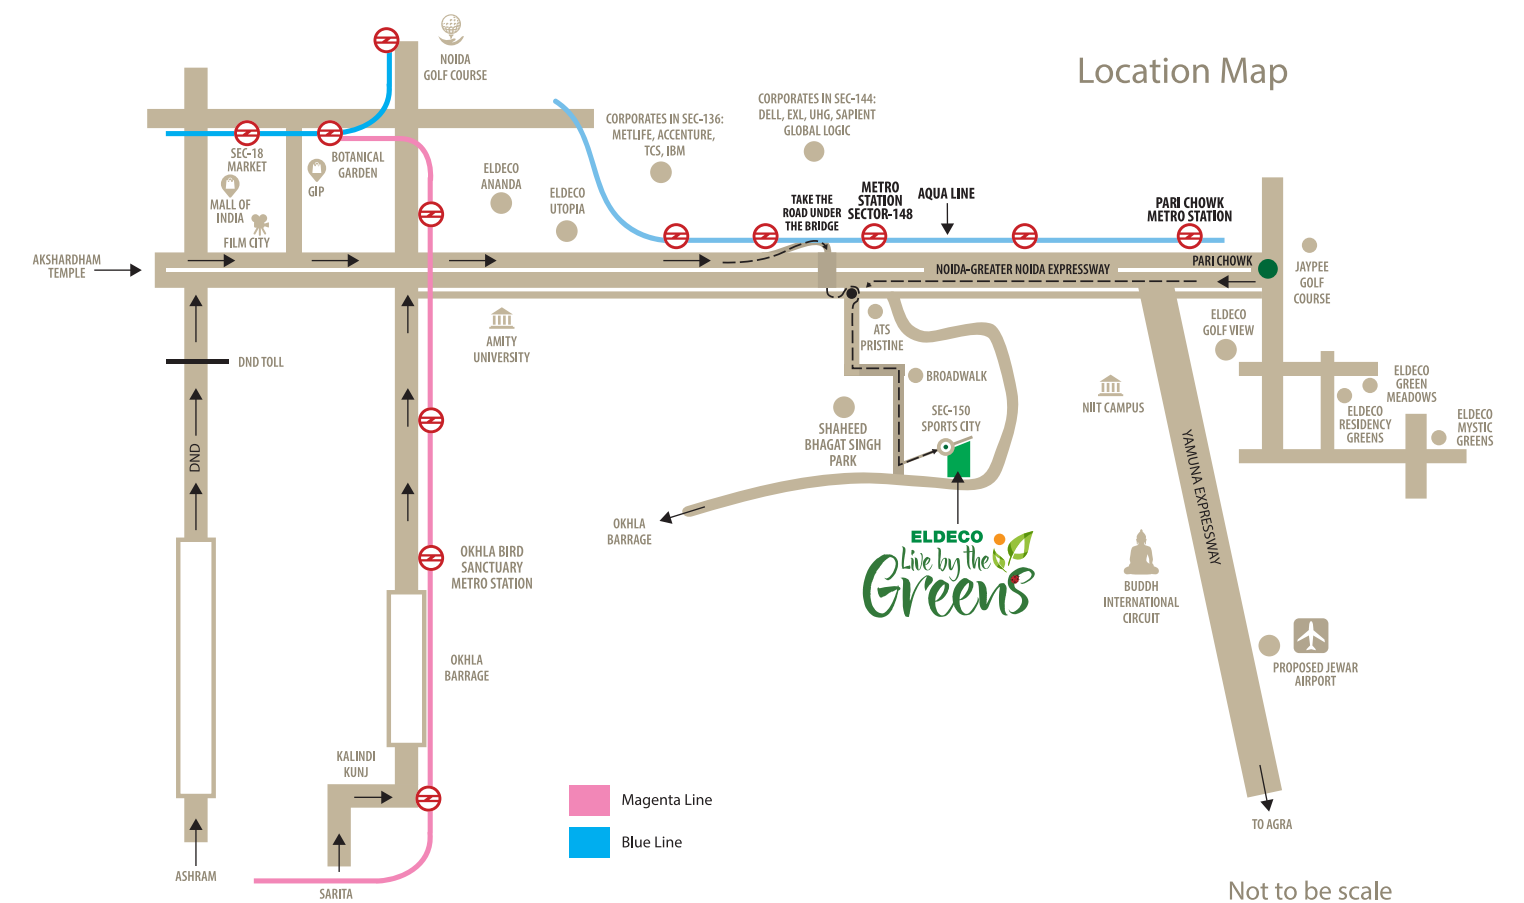 Location Map
NOIDA
GOLF COURSE
CORPORATES IN SEC-136:
METLIFE, ACCENTURE,
TCS, IBM
CORPORATES IN SEC-144:
DELL, EXL, UHG, SAPIENT
GLOBAL LOGIC
SEC-18
MARKET
BOTANICAL
GARDEN
GIP
MALL OF
INDIA
FILM CITY
ELDECO
ANANDA
ELDECO
UTOPIA
TAKE THE
ROAD UNDER
THE BRIDGE
METRO
STATION
SECTOR-148
AQUA LINE
PARI CHOWK
METRO STATION
AKSHARDHAM
TEMPLE
NOIDA-GREATER NOIDA EXPRESSWAY
PARI CHOWK
JAYPEE
GOLF
COURSE
DND TOLL
AMITY
UNIVERSITY
ATS
PRISTINE
BROADWALK
ELDECO
GOLF VIEW
NIIT CAMPUS
ELDECO
GREEN
MEADOWS
ELDECO
RESIDENCY
GREENS
ELDECO
MYSTIC
GREENS
SEC-150
SPORTS CITY
SHAHEED
BHAGAT SINGH
PARK
DND
YAMUNA EXPRESSWAY
OKHLA
BARRAGE
ELDECO
Live by the
Greens
OKHLA BIRD
SANCTUARY
METRO STATION
BUDDH
INTERNATIONAL
CIRCUIT
OKHLA
BARRAGE
PROPOSED JEWAR
AIRPORT
KALINDI
KUNJ
Magenta Line
Blue Line
TO AGRA
ASHRAM
SARITA
Not to be scale